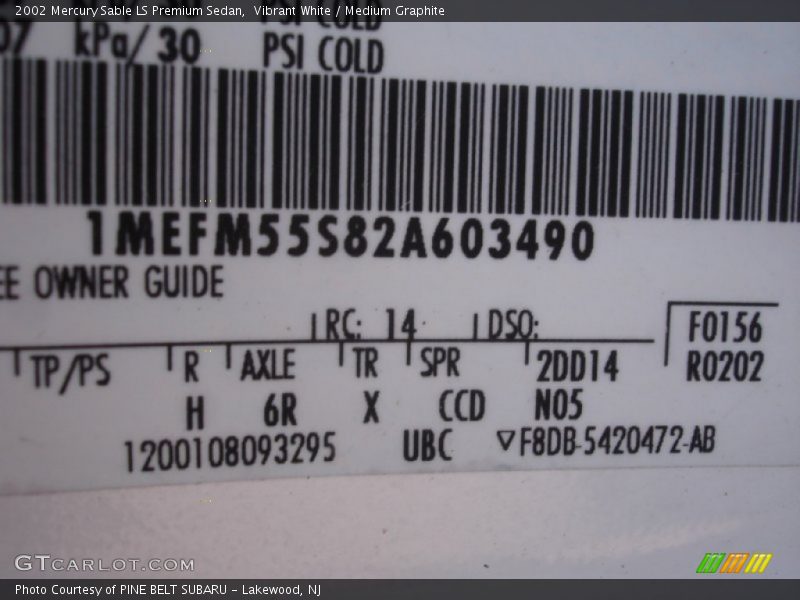 2002 Mercury Sable LS Premium Sedan,  Vibrant White / Medium Graphite
kPa/ 30 PSI COLD
1MEFM55S82A603490
OWNER GUIDE
RC: 14 DSO: F0156
TP/PS R AXLE TR SPR 2DD14 R0202
H 6R X CCD N05
1200108093295 UBC ▽F8DB-5420472-AB
GTCARLOT.COM
Photo Courtesy of PINE BELT SUBARU - Lakewood, NJ